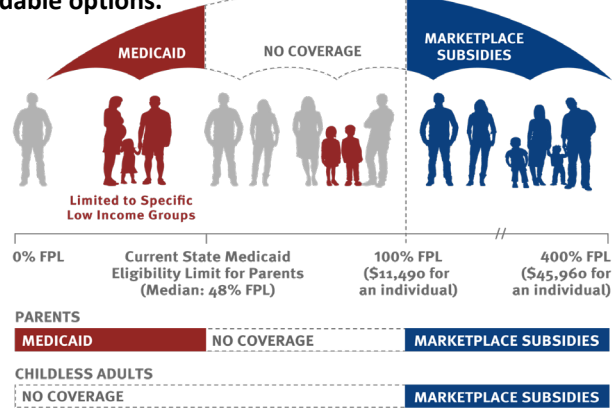 dable options.
MEDICAID
NO COVERAGE
MARKETPLACE
SUBSIDIES
Limited to Specific
Low Income Groups
0% FPL
Current State Medicaid
Eligibility Limit for Parents
(Median: 48% FPL)
100% FPL
($11,490 for
an individual)
400% FPL
($45,960 for
an individual)
PARENTS
MEDICAID
NO COVERAGE
MARKETPLACE SUBSIDIES
CHILDLESS ADULTS
NO COVERAGE
MARKETPLACE SUBSIDIES